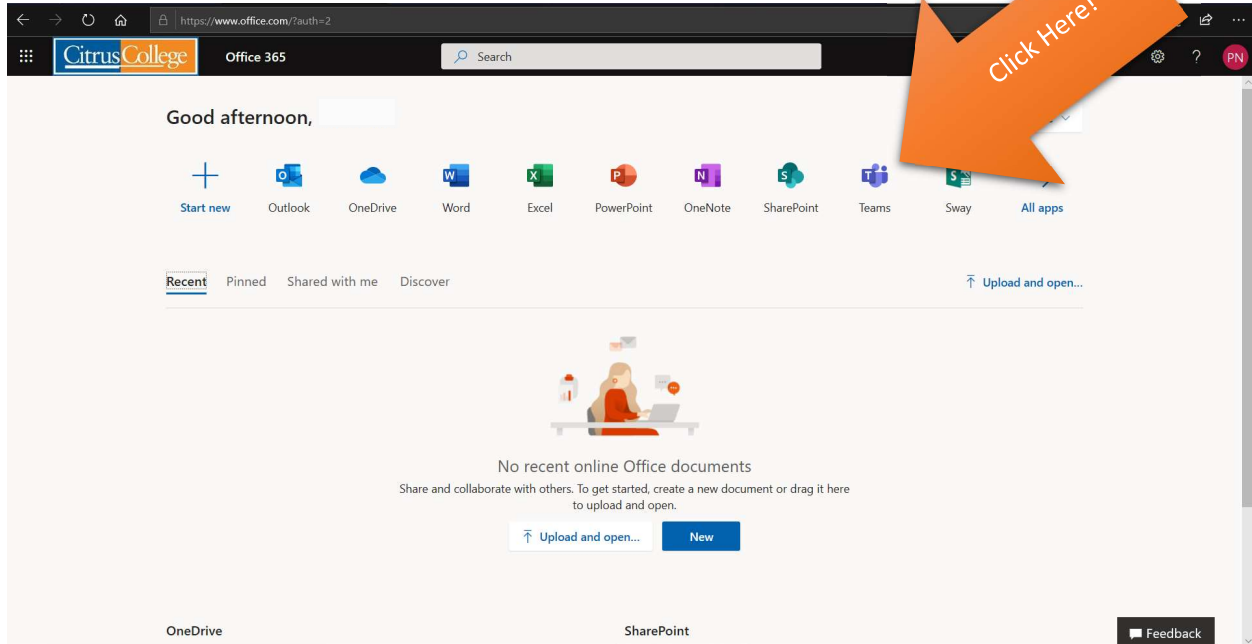 https://www.office.com/?auth=2
Click Here!
CitrusCollege
Office 365
Search
?
PN
Good afternoon,
Start new
Outlook
OneDrive
Word
Excel
PowerPoint
OneNote
SharePoint
Teams
Sway
All apps
Recent
Pinned
Shared with me
Discover
Upload and open...
No recent online Office documents
Share and collaborate with others. To get started, create a new document or drag it here
to upload and open.
Upload and open...
New
OneDrive
SharePoint
Feedback